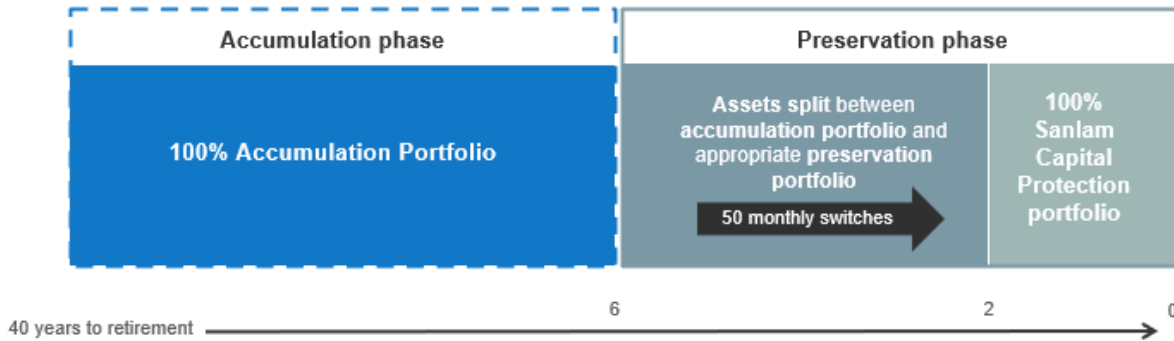 Accumulation phase
Preservation phase
100% Accumulation Portfolio
Assets split between
accumulation portfolio and
appropriate preservation
portfolio
50 monthly switches
100%
Sanlam
Capital
Protection
portfolio
6
2
0
40 years to retirement